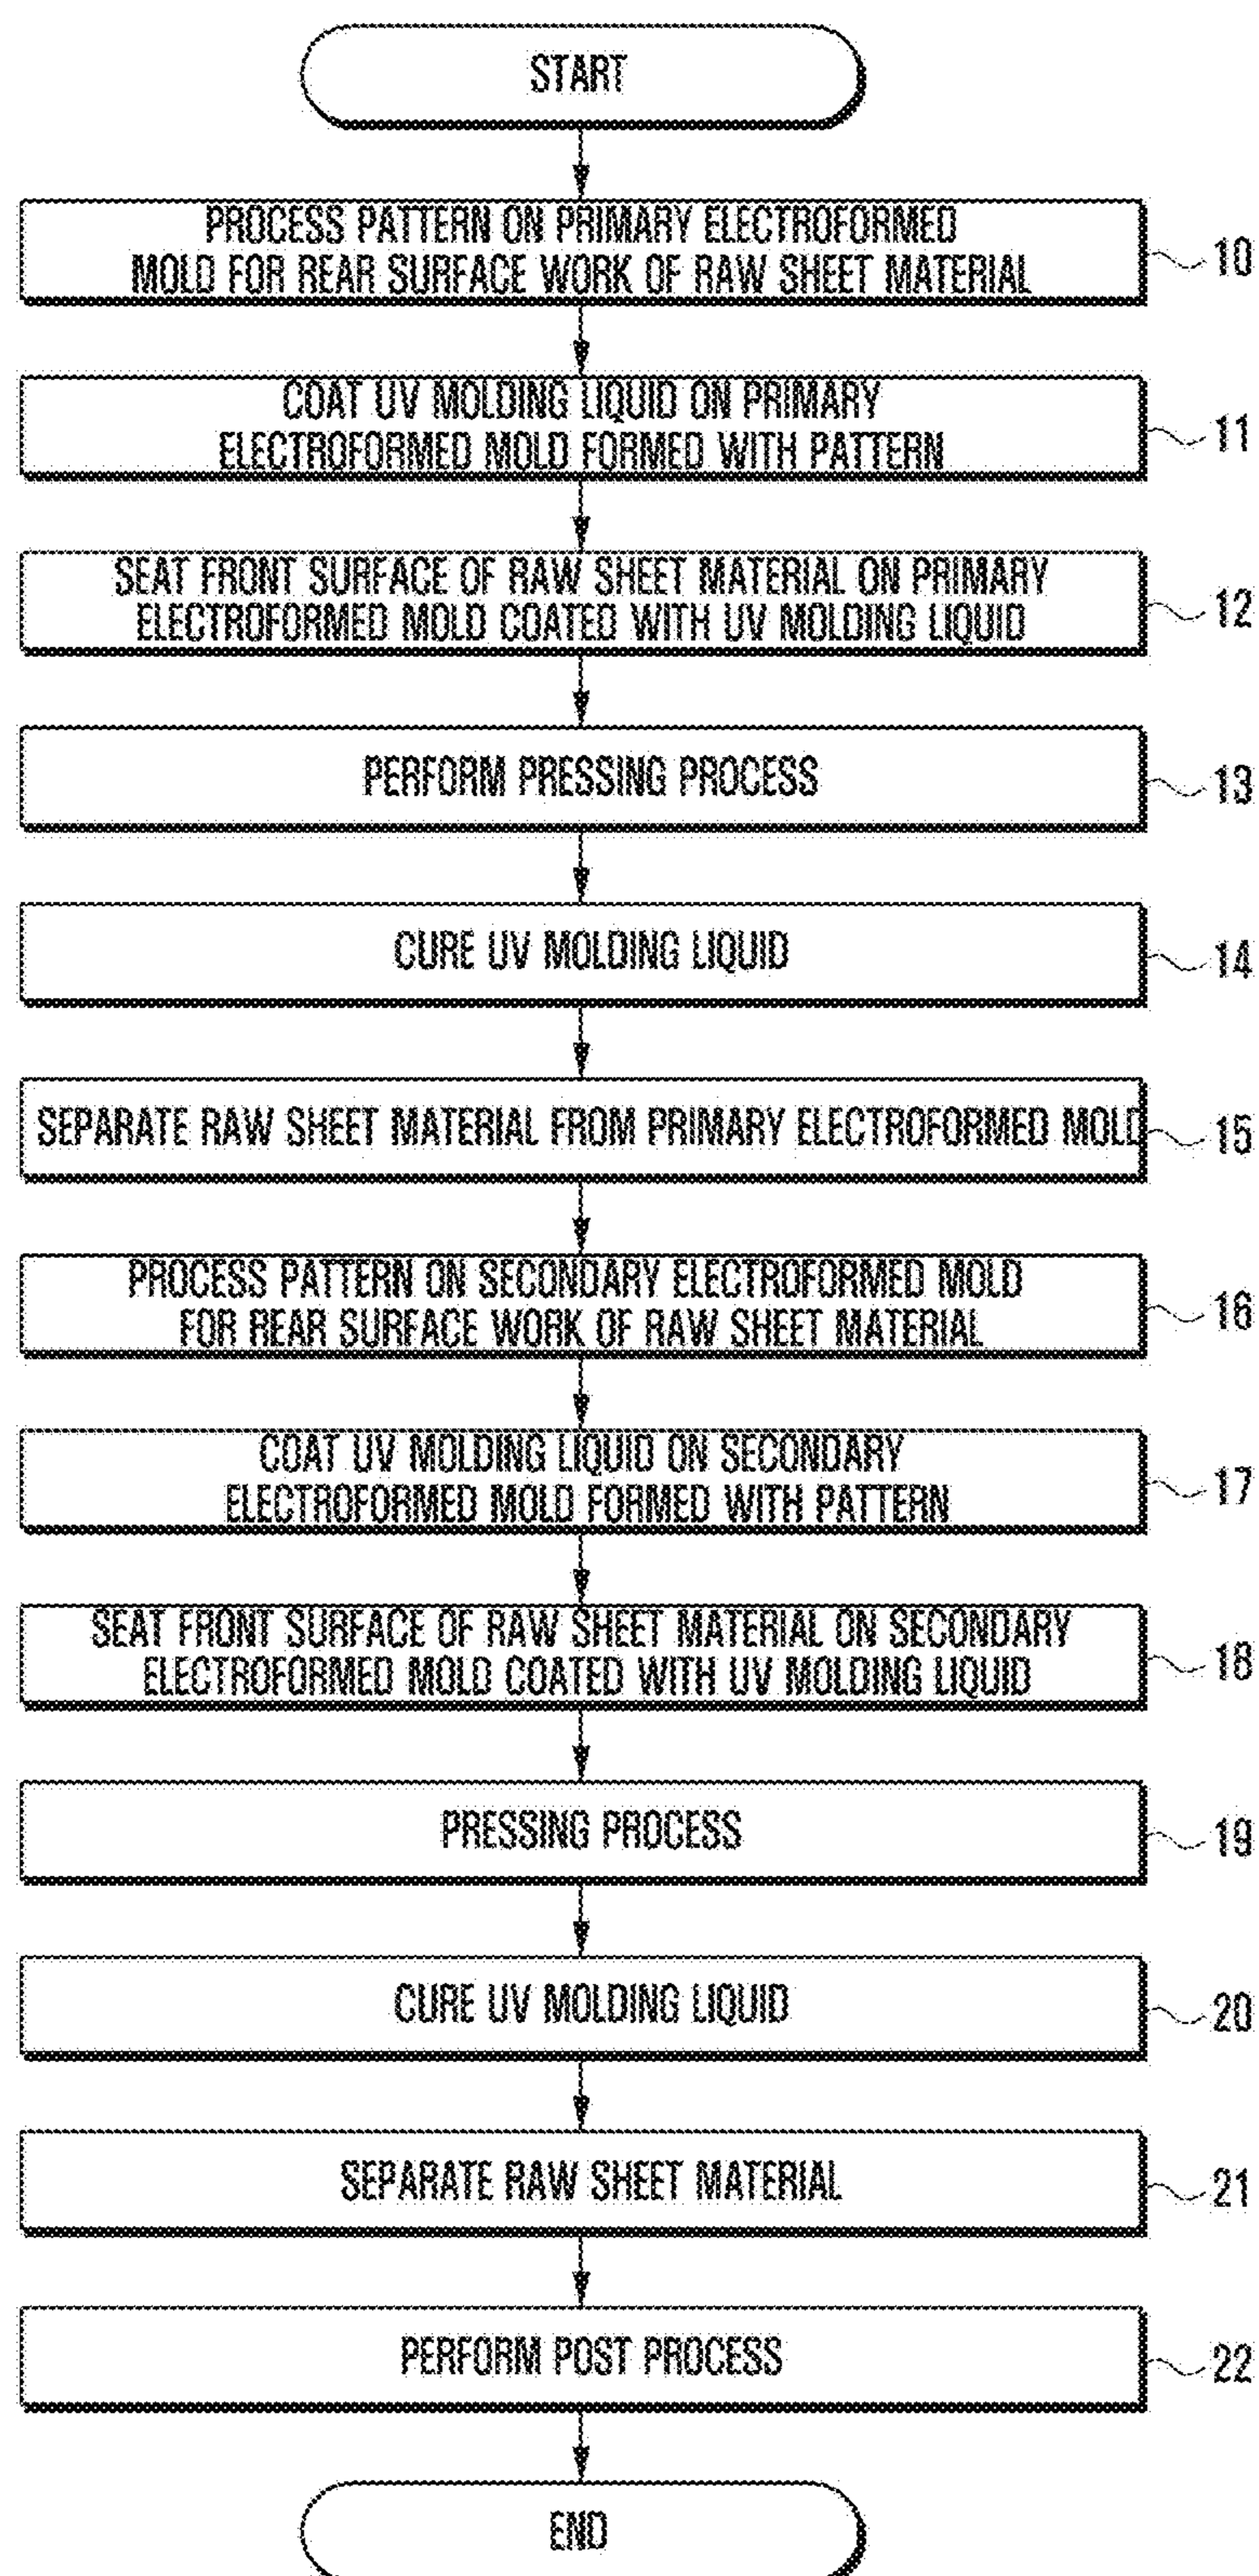 START
PROCESS PATTERN ON PRIMARY ELECTROFORMED
MOLD FOR REAR SURFACE WORK OF RAW SHEET MATERIAL
10
COAT UV MOLDING LIQUID ON PRIMARY
ELECTROFORMED MOLD FORMED WITH PATTERN
11
SEAT FRONT SURFACE OF RAW SHEET MATERIAL ON PRIMARY
ELECTROFORMED MOLD COATED WITH UV MOLDING LIQUID
12
PERFORM PRESSING PROCESS
13
CURE UV MOLDING LIQUID
14
SEPARATE RAW SHEET MATERIAL FROM PRIMARY ELECTROFORMED MOLD
15
PROCESS PATTERN ON SECONDARY ELECTROFORMED MOLD
FOR REAR SURFACE WORK OF RAW SHEET MATERIAL
16
COAT UV MOLDING LIQUID ON SECONDARY
ELECTROFORMED MOLD FORMED WITH PATTERN
17
SEAT FRONT SURFACE OF RAW SHEET MATERIAL ON SECONDARY
ELECTROFORMED MOLD COATED WITH UV MOLDING LIQUID
18
PRESSING PROCESS
19
CURE UV MOLDING LIQUID
20
SEPARATE RAW SHEET MATERIAL
21
PERFORM POST PROCESS
22
END